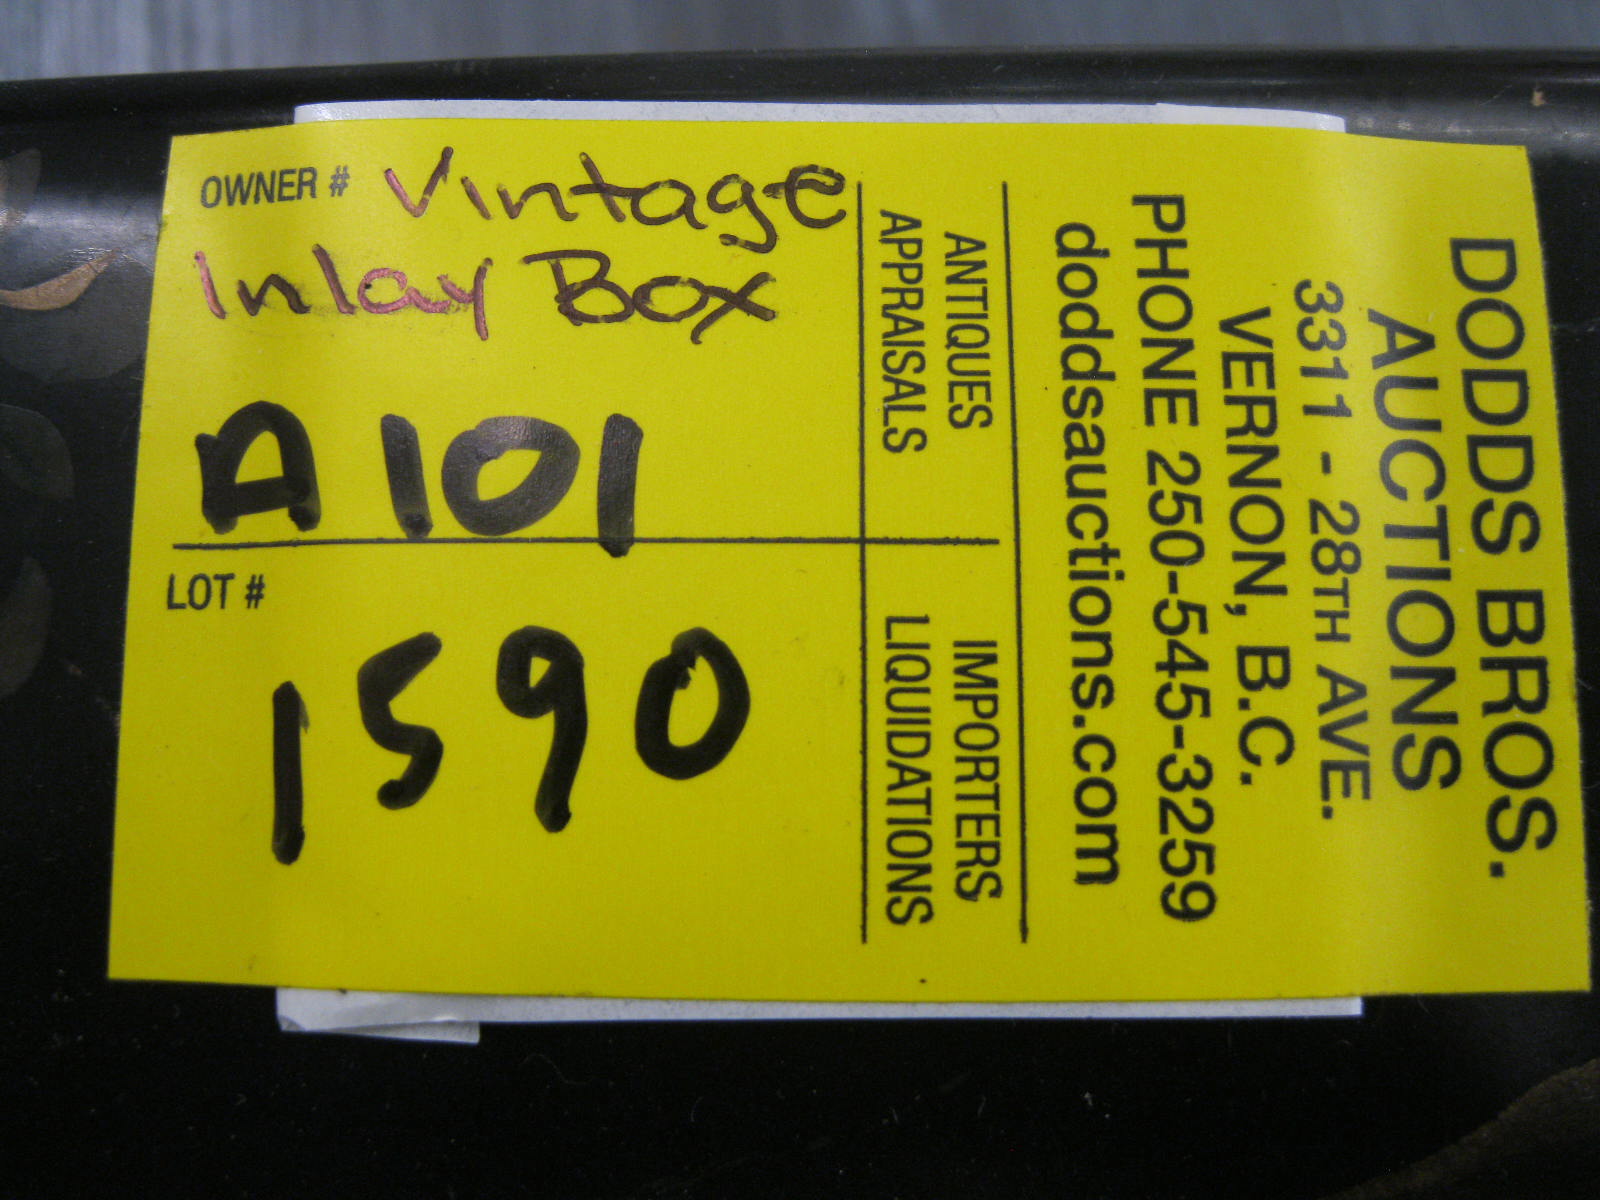 OWNER # Vintage
Inlay Box
A101
LOT #
1590
DODDS BROS.
AUCTIONS
3311 - 28TH AVE.
VERNON, B.C.
PHONE 250-545-3259
doddsauctions.com
ANTIQUES
APPRAISALS
IMPORTERS
LIQUIDATIONS